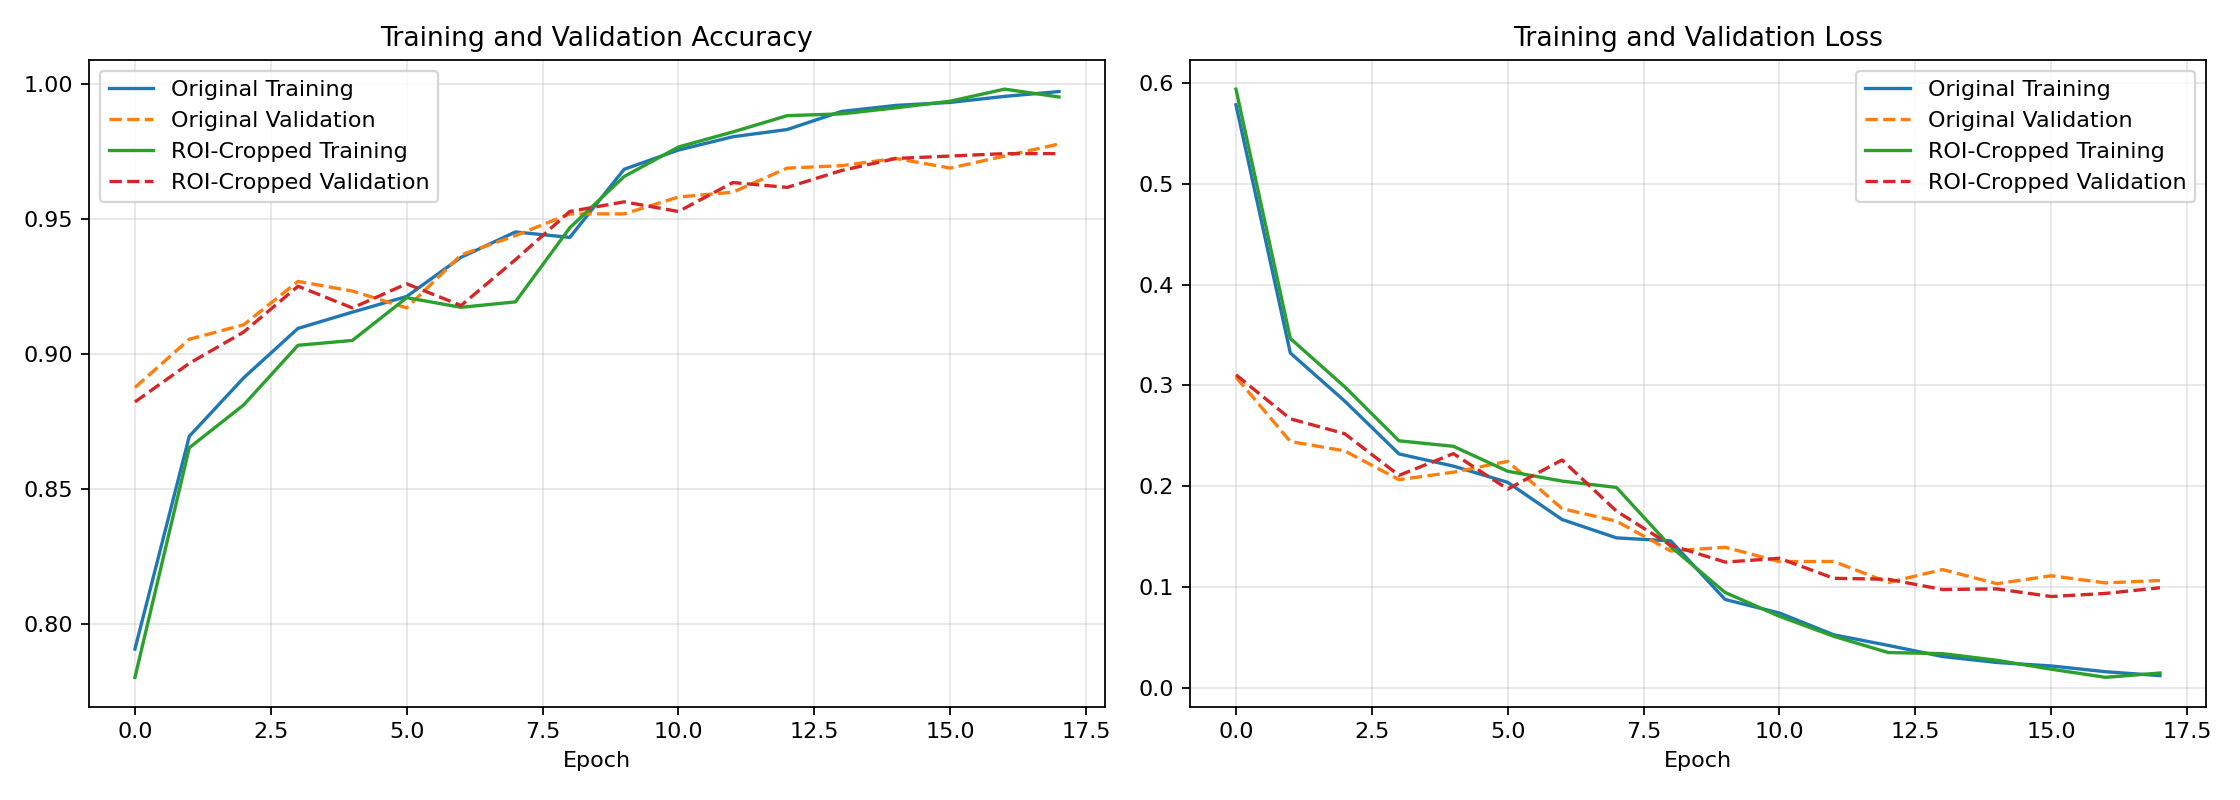 Training and Validation Accuracy
1.00
0.95
0.90
0.85
0.80
Original Training
Original Validation
ROI-Cropped Training
ROI-Cropped Validation
0.0 2.5 5.0 7.5 10.0 12.5 15.0 17.5
Epoch
Training and Validation Loss
0.6
0.5
0.4
0.3
0.2
0.1
0.0
Original Training
Original Validation
ROI-Cropped Training
ROI-Cropped Validation
0.0 2.5 5.0 7.5 10.0 12.5 15.0 17.5
Epoch